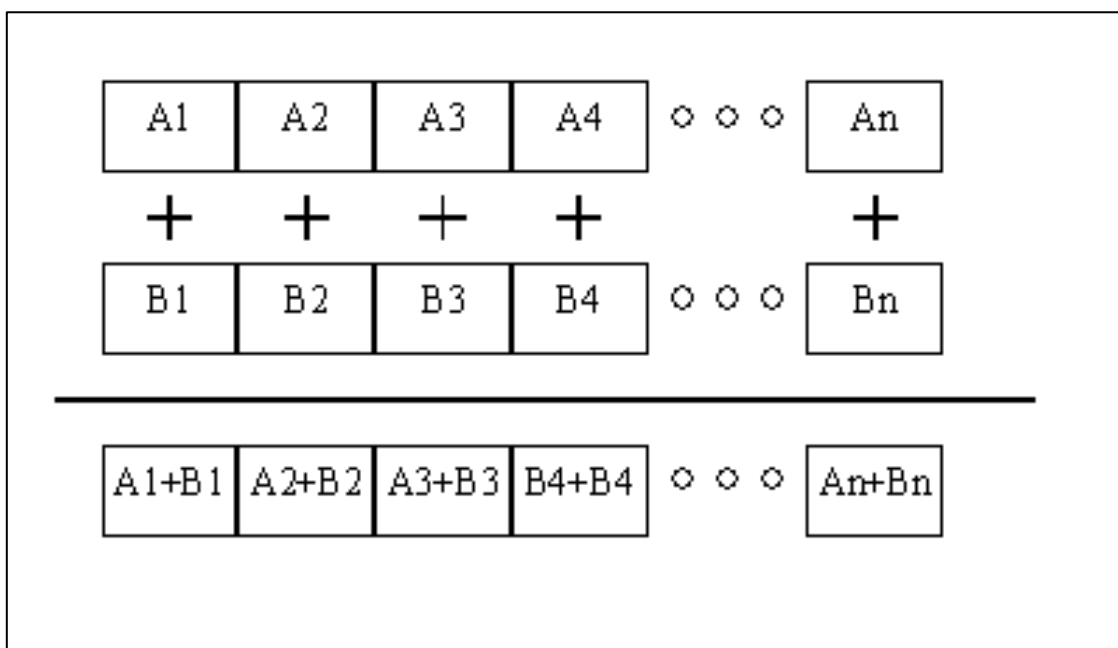 A1 A2 A3 A4 ○ ○ ○ An
+ + + + +
B1 B2 B3 B4 ○ ○ ○ Bn
A1+B1 A2+B2 A3+B3 B4+B4 ○ ○ ○ An+Bn